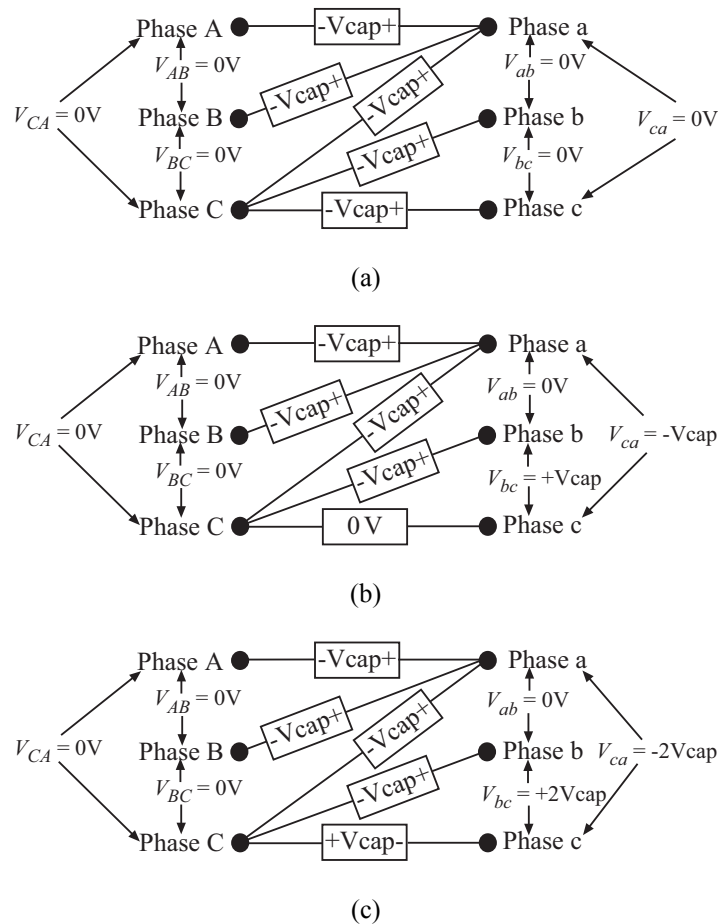 Phase A -Vcap+ Phase a
V_AB = 0V V_ab = 0V
-Vcap+ -Vcap+
V_CA = 0V Phase B Phase b V_ca = 0V
V_BC = 0V -Vcap+ V_bc = 0V
Phase C -Vcap+ Phase c
(a)
Phase A -Vcap+ Phase a
V_AB = 0V V_ab = 0V
-Vcap+ -Vcap+
V_CA = 0V Phase B Phase b V_ca = -Vcap
V_BC = 0V -Vcap+ V_bc = +Vcap
Phase C 0 V Phase c
(b)
Phase A -Vcap+ Phase a
V_AB = 0V V_ab = 0V
-Vcap+ -Vcap+
V_CA = 0V Phase B Phase b V_ca = -2Vcap
V_BC = 0V -Vcap+ V_bc = +2Vcap
Phase C +Vcap- Phase c
(c)